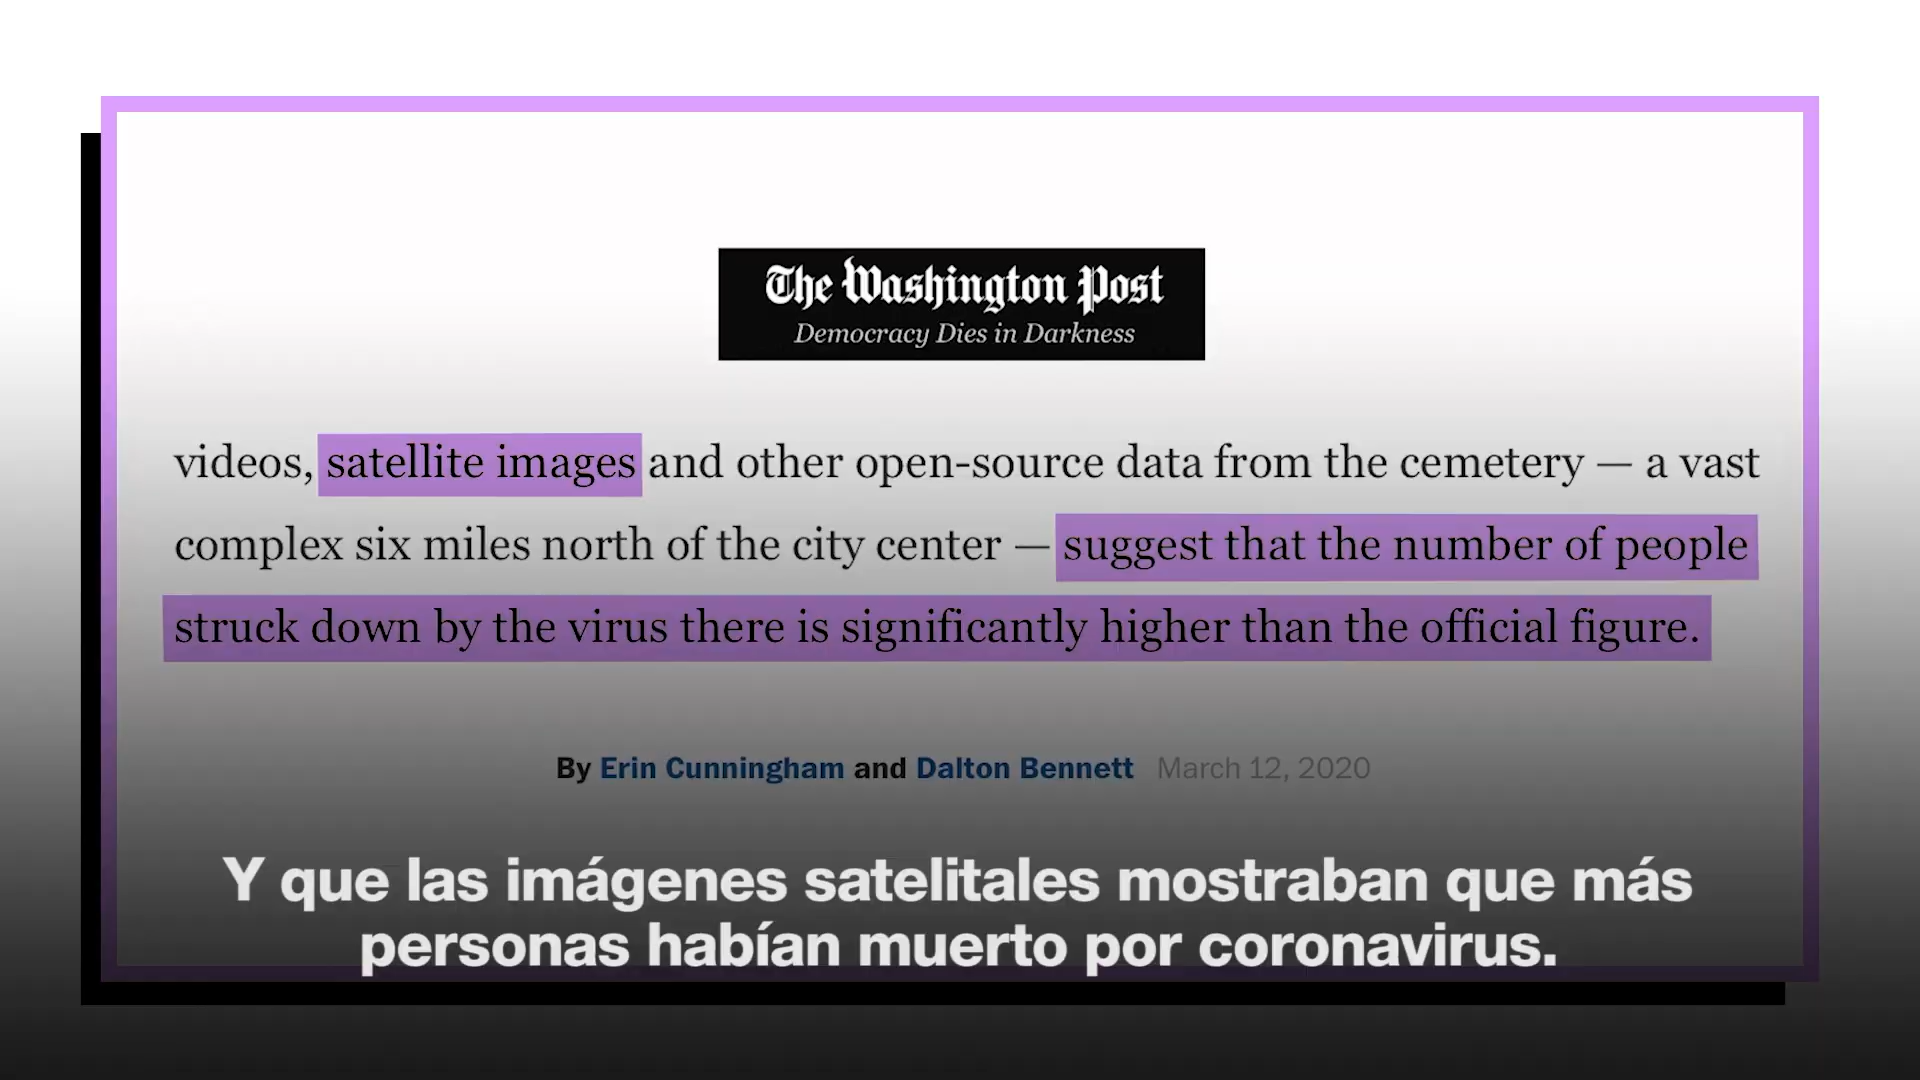 The Washington Post
Democracy Dies in Darkness
videos, satellite images and other open-source data from the cemetery — a vast
complex six miles north of the city center — suggest that the number of people
struck down by the virus there is significantly higher than the official figure.
By Erin Cunningham and Dalton Bennett March 12, 2020
Y que las imágenes satelitales mostraban que más
personas habían muerto por coronavirus.